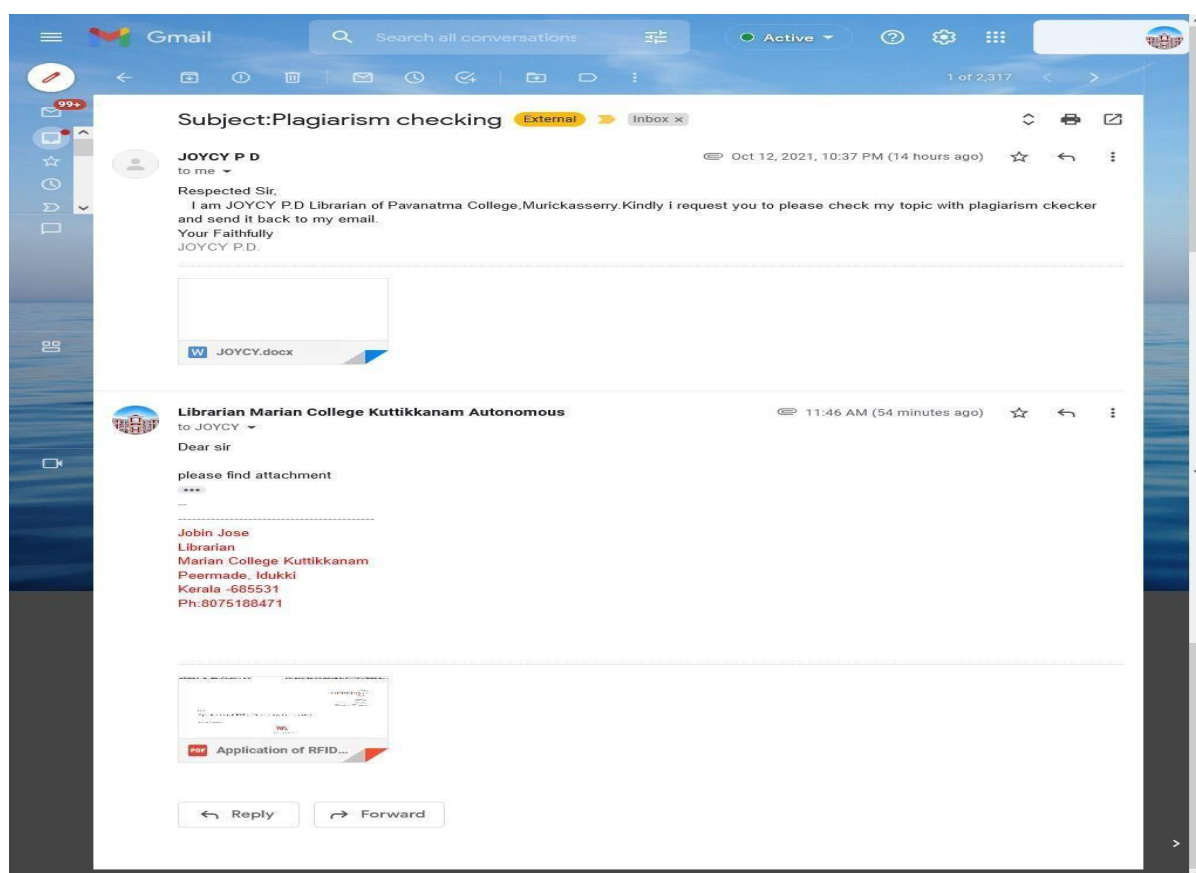 Gmail
Search all conversations
Active
1 of 2,317
99+
Subject:Plagiarism checking External Inbox x
JOYCY P D
Oct 12, 2021, 10:37 PM (14 hours ago)
to me
Respected Sir,
I am JOYCY P.D Librarian of Pavanatma College,Murickasserry.Kindly i request you to please check my topic with plagiarism ckecker
and send it back to my email.
Your Faithfully
JOYCY P.D.
W JOYCY.docx
Librarian Marian College Kuttikkanam Autonomous
11:46 AM (54 minutes ago)
to JOYCY
Dear sir
please find attachment
--
Jobin Jose
Librarian
Marian College Kuttikkanam
Peermade, Idukki
Kerala -685531
Ph:8075188471
PDF Application of RFID...
Reply Forward